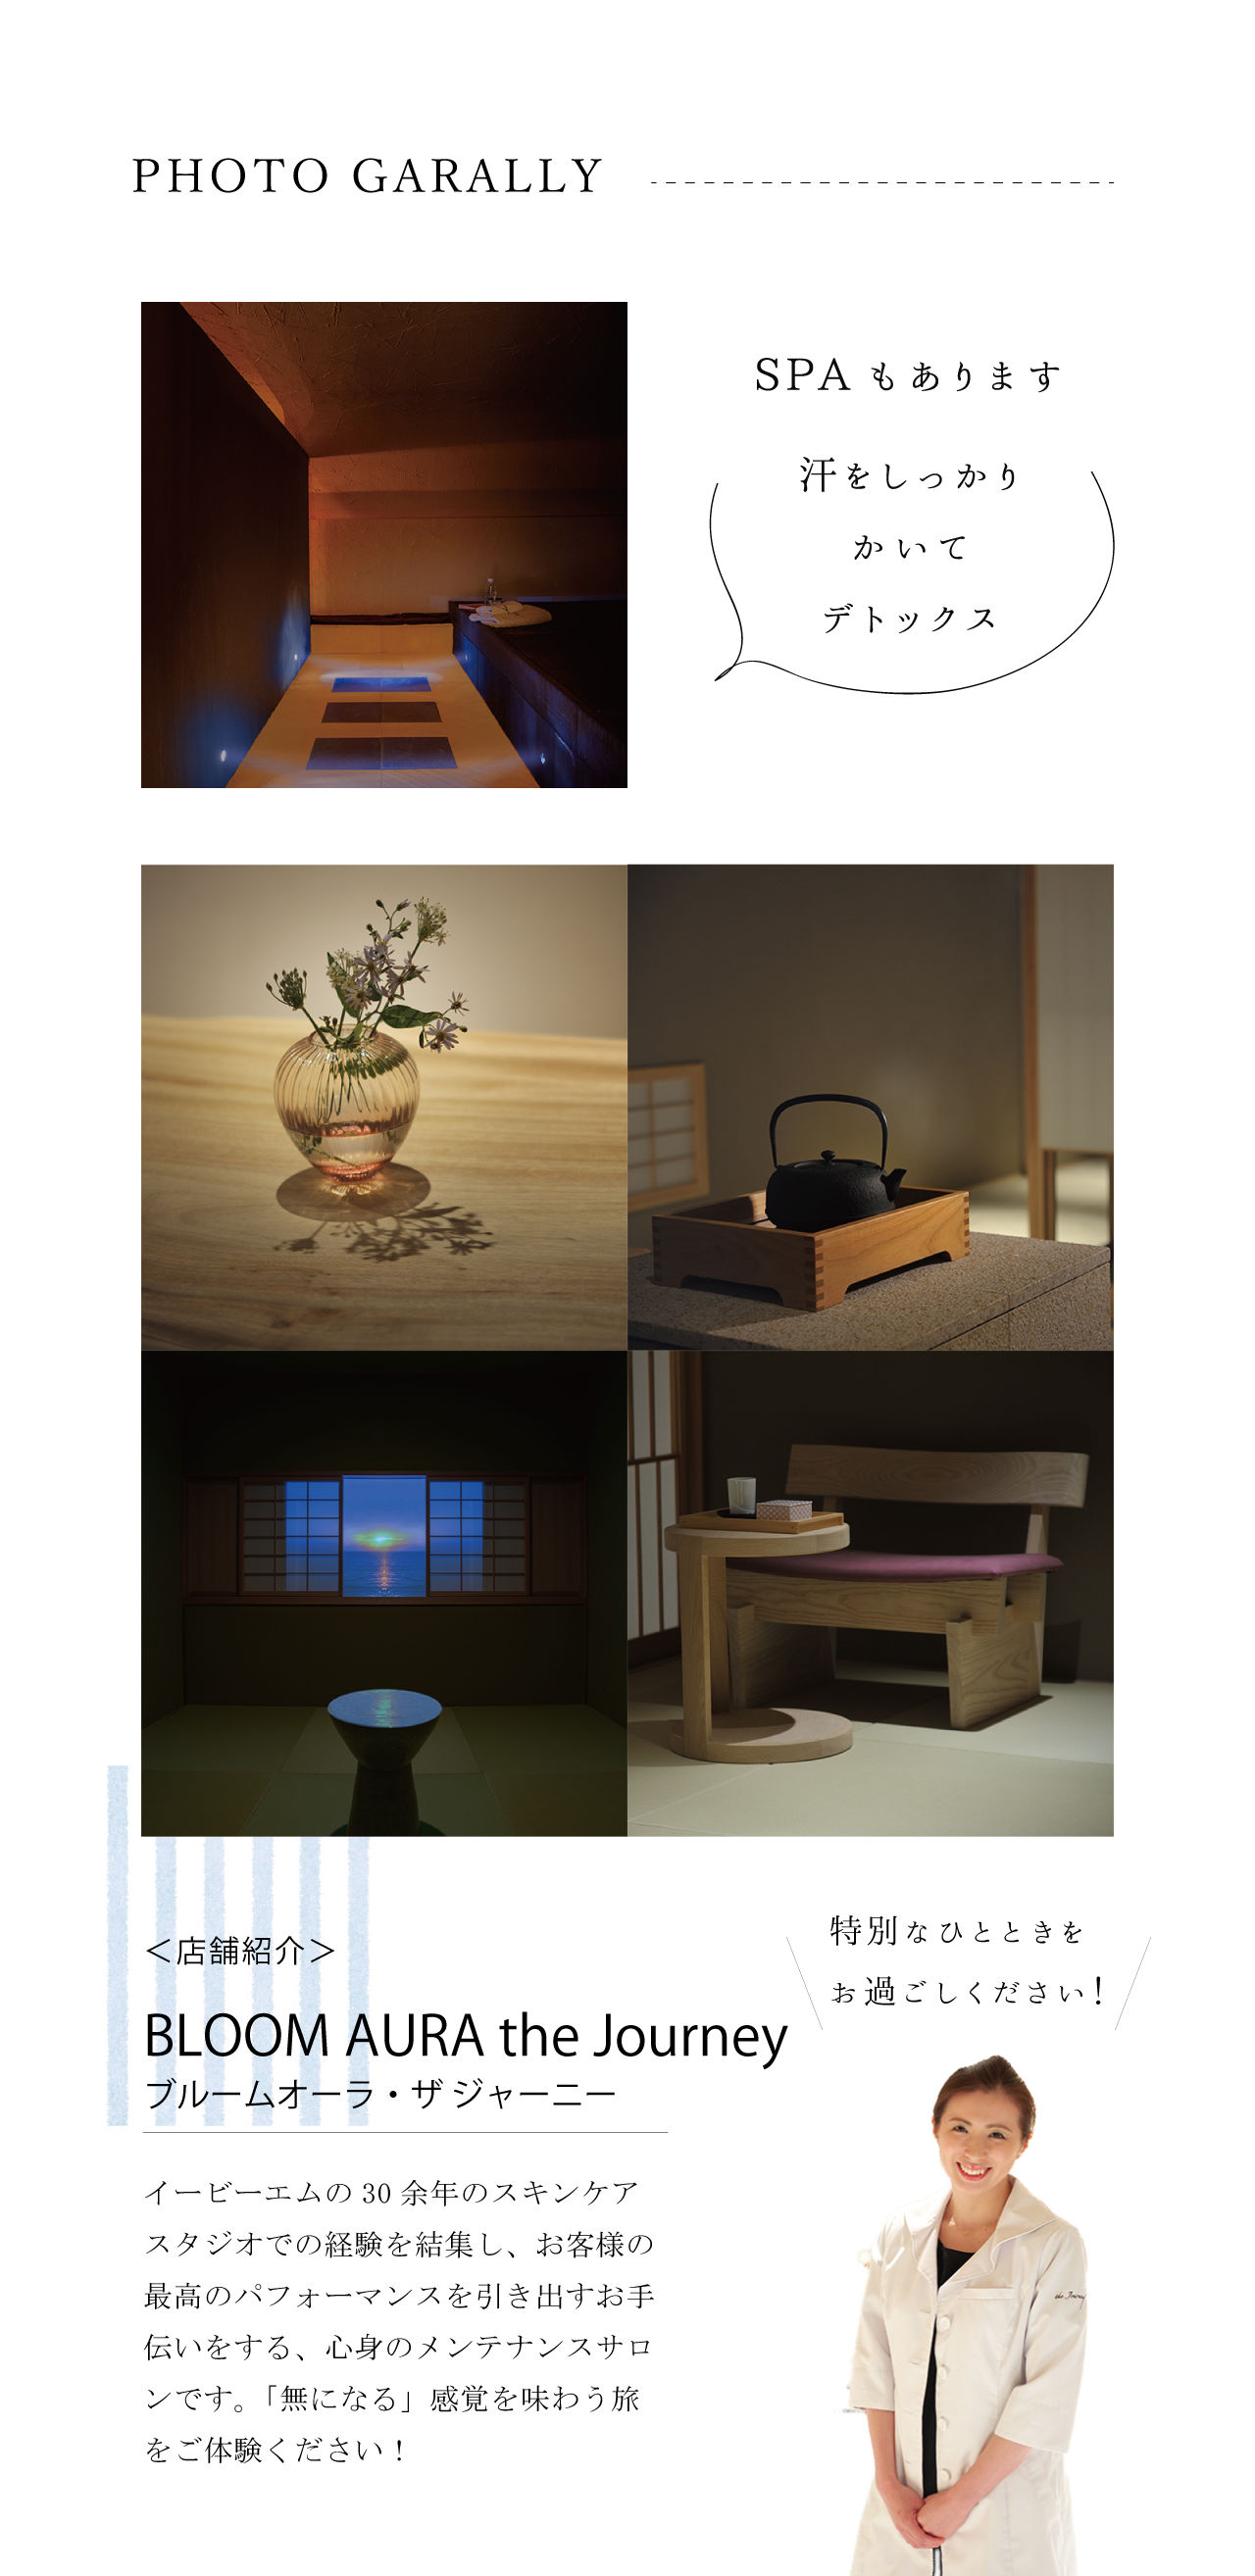 PHOTO GARALLY
SPAもあります
汗をしっかり
かいて
デトックス
特別なひとときを
お過ごしください!
＜店舗紹介＞
BLOOM AURA the Journey
ブルームオーラ・ザ ジャーニー
イービーエムの 30 余年のスキンケア
スタジオでの経験を結集し、お客様の
最高のパフォーマンスを引き出すお手
伝いをする、心身のメンテナンスサロ
ンです。「無になる」感覚を味わう旅
をご体験ください！
the Journey